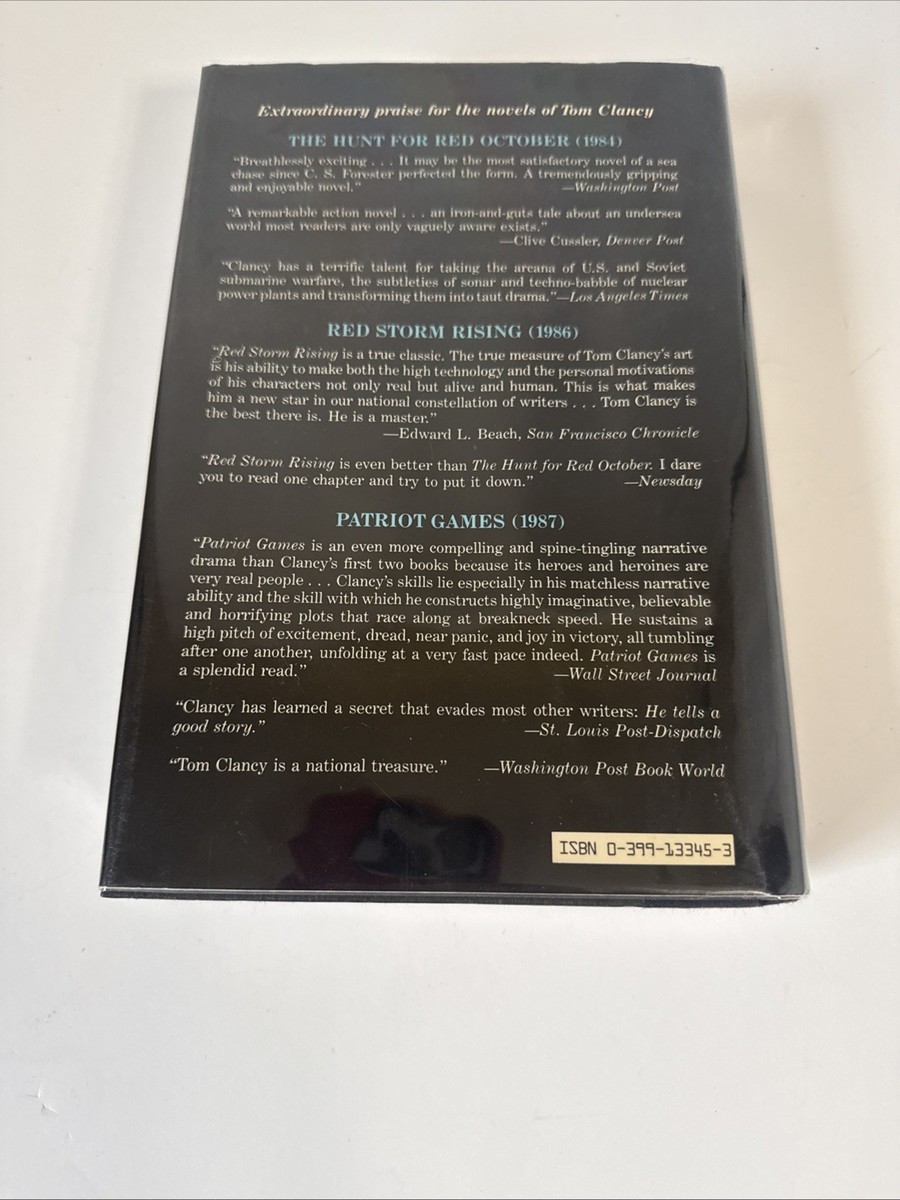 Extraordinary praise for the novels of Tom Clancy
THE HUNT FOR RED OCTOBER (1984)
“Breathlessly exciting . . . It may be the most satisfactory novel of a sea
chase since C. S. Forester perfected the form. A tremendously gripping
and enjoyable novel.” —Washington Post
“A remarkable action novel . . . an iron-and-guts tale about an undersea
world most readers are only vaguely aware exists.”
—Clive Cussler, Denver Post
“Clancy has a terrific talent for taking the arcana of U.S. and Soviet
submarine warfare, the subtleties of sonar and techno-babble of nuclear
power plants and transforming them into taut drama.”—Los Angeles Times
RED STORM RISING (1986)
“Red Storm Rising is a true classic. The true measure of Tom Clancy’s art
is his ability to make both the high technology and the personal motivations
of his characters not only real but alive and human. This is what makes
him a new star in our national constellation of writers . . . Tom Clancy is
the best there is. He is a master.”
—Edward L. Beach, San Francisco Chronicle
“Red Storm Rising is even better than The Hunt for Red October. I dare
you to read one chapter and try to put it down.” —Newsday
PATRIOT GAMES (1987)
“Patriot Games is an even more compelling and spine-tingling narrative
drama than Clancy’s first two books because its heroes and heroines are
very real people . . . Clancy’s skills lie especially in his matchless narrative
ability and the skill with which he constructs highly imaginative, believable
and horrifying plots that race along at breakneck speed. He sustains a
high pitch of excitement, dread, near panic, and joy in victory, all tumbling
after one another, unfolding at a very fast pace indeed. Patriot Games is
a splendid read.” —Wall Street Journal
“Clancy has learned a secret that evades most other writers: He tells a
good story.” —St. Louis Post-Dispatch
“Tom Clancy is a national treasure.” —Washington Post Book World
ISBN 0-399-13345-3